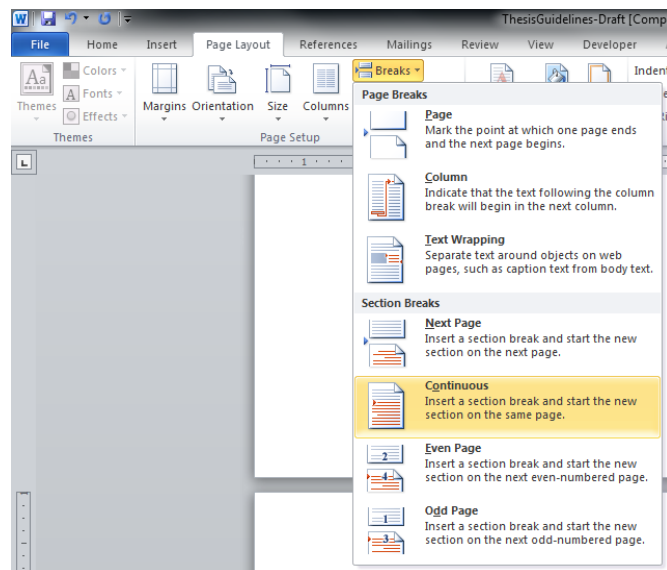 ThesisGuidelines-Draft [Comp
File Home Insert Page Layout References Mailings Review View Developer
Themes
Colors
Fonts
Effects
Themes
Margins Orientation Size Columns
Page Setup
Breaks
Indent
Page Breaks
Page
Mark the point at which one page ends
and the next page begins.
Column
Indicate that the text following the column
break will begin in the next column.
Text Wrapping
Separate text around objects on web
pages, such as caption text from body text.
Section Breaks
Next Page
Insert a section break and start the new
section on the next page.
Continuous
Insert a section break and start the new
section on the same page.
Even Page
Insert a section break and start the new
section on the next even-numbered page.
Odd Page
Insert a section break and start the new
section on the next odd-numbered page.